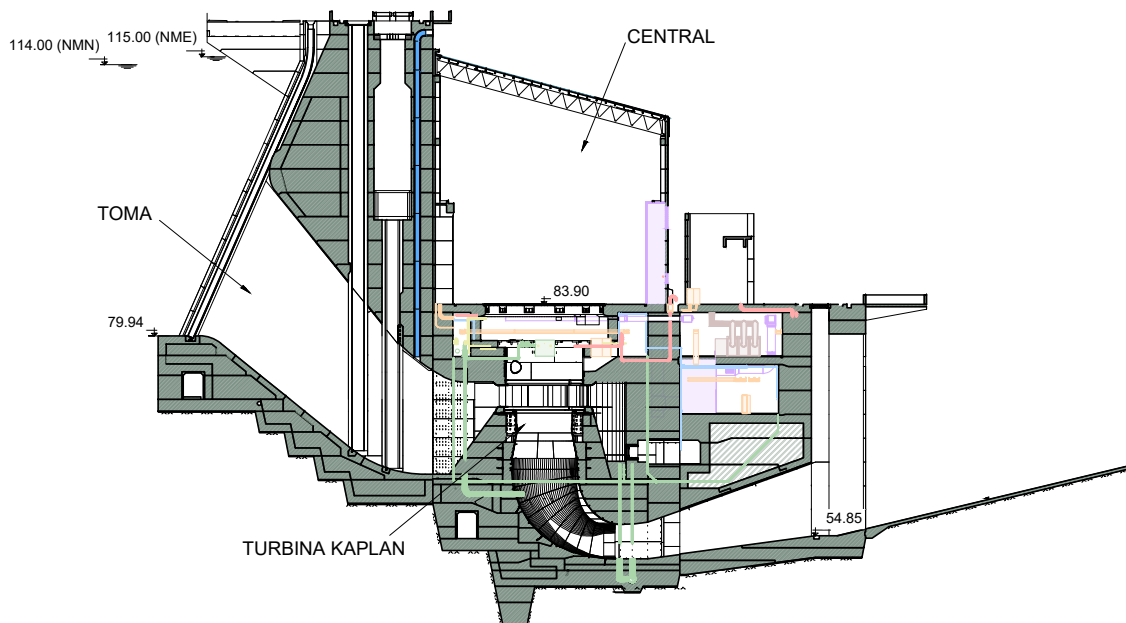 114.00 (NMN)
115.00 (NME)
CENTRAL
TOMA
79.94
83.90
54.85
TURBINA KAPLAN